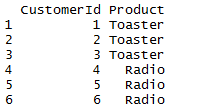 CustomerId Product
1 1 Toaster
2 2 Toaster
3 3 Toaster
4 4 Radio
5 5 Radio
6 6 Radio